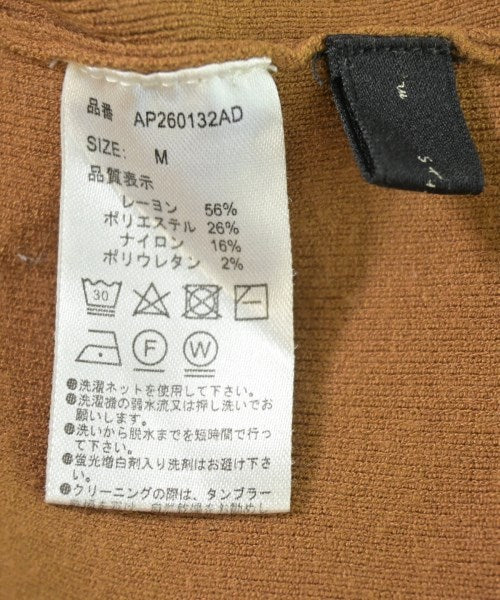 品番 AP260132AD
SIZE: M
品質表示
レーヨン 56%
ポリエステル 26%
ナイロン 16%
ポリウレタン 2%
30
F W
●洗濯ネットを使用して下さい。
●洗濯機の弱水流又は押し洗いでお
願いします。
●洗いから脱水までを短時間で行っ
て下さい。
●蛍光増白剤入り洗剤はお避け下さ
い。
●クリーニングの際は、タンブラー